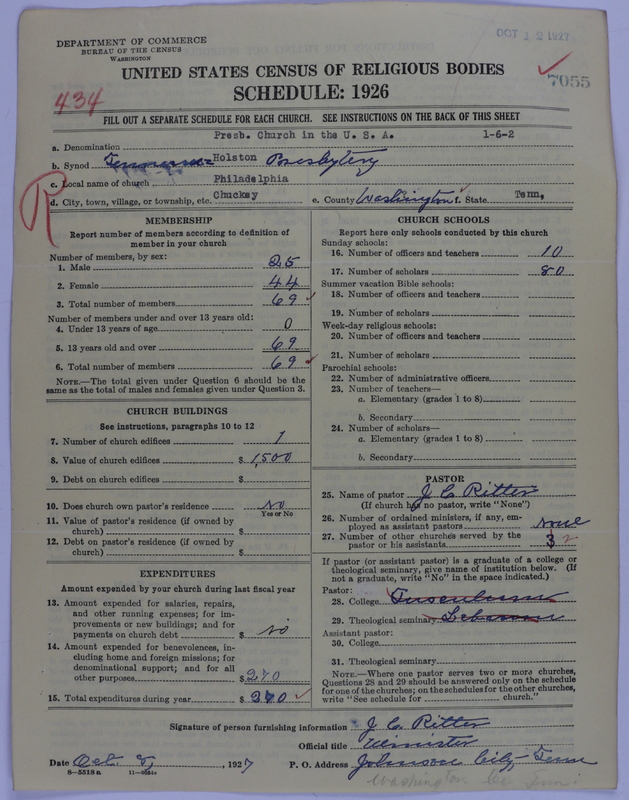 DEPARTMENT OF COMMERCE
BUREAU OF THE CENSUS
WASHINGTON
OCT 12 1927
7055
434
UNITED STATES CENSUS OF RELIGIOUS BODIES
SCHEDULE: 1926
FILL OUT A SEPARATE SCHEDULE FOR EACH CHURCH. SEE INSTRUCTIONS ON THE BACK OF THIS SHEET
a. Denomination Presb. Church in the U. S. A. 1-6-2
b. Synod Tennessee Holston Presbytery
c. Local name of church Philadelphia
d. City, town, village, or township, etc. Chuckey e. County Washington f. State Tenn,
R
MEMBERSHIP
Report number of members according to definition of
member in your church
Number of members, by sex:
1. Male 25
2. Female 44
3. Total number of members 69
Number of members under and over 13 years old:
4. Under 13 years of age 0
5. 13 years old and over 69
6. Total number of members 69
NOTE.—The total given under Question 6 should be the
same as the total of males and females given under Question 3.
CHURCH BUILDINGS
See instructions, paragraphs 10 to 12
7. Number of church edifices 1
8. Value of church edifices $ 1,500
9. Debt on church edifices $
10. Does church own pastor's residence No
Yes or No
11. Value of pastor's residence (if owned by
church) $
12. Debt on pastor's residence (if owned by
church) $
EXPENDITURES
Amount expended by your church during last fiscal year
13. Amount expended for salaries, repairs,
and other running expenses; for im-
provements or new buildings; and for
payments on church debt $ No
14. Amount expended for benevolences, in-
cluding home and foreign missions; for
denominational support; and for all
other purposes $ 270
15. Total expenditures during year $ 270
CHURCH SCHOOLS
Report here only schools conducted by this church
Sunday schools:
16. Number of officers and teachers 10
17. Number of scholars 80
Summer vacation Bible schools:
18. Number of officers and teachers
19. Number of scholars
Week-day religious schools:
20. Number of officers and teachers
21. Number of scholars
Parochial schools:
22. Number of administrative officers
23. Number of teachers—
a. Elementary (grades 1 to 8)
b. Secondary
24. Number of scholars—
a. Elementary (grades 1 to 8)
b. Secondary
PASTOR
25. Name of pastor J C Ritter
(If church has no pastor, write "None")
26. Number of ordained ministers, if any, em-
ployed as assistant pastors None
27. Number of other churches served by the
pastor or his assistants 3 2
If pastor (or assistant pastor) is a graduate of a college or
theological seminary, give name of institution below. (If
not a graduate, write "No" in the space indicated.)
Pastor:
28. College Tusculum
29. Theological seminary Lebanon
Assistant pastor:
30. College
31. Theological seminary
NOTE.—Where one pastor serves two or more churches,
Questions 28 and 29 should be answered only on the schedule
for one of the churches; on the schedules for the other churches,
write "See schedule for church."
Signature of person furnishing information J. C. Ritter
Official title Minister
Date Oct. 7, 1927 P. O. Address Johnson City Tenn
8—5518a 11—9554a
Washington Co Tenn.